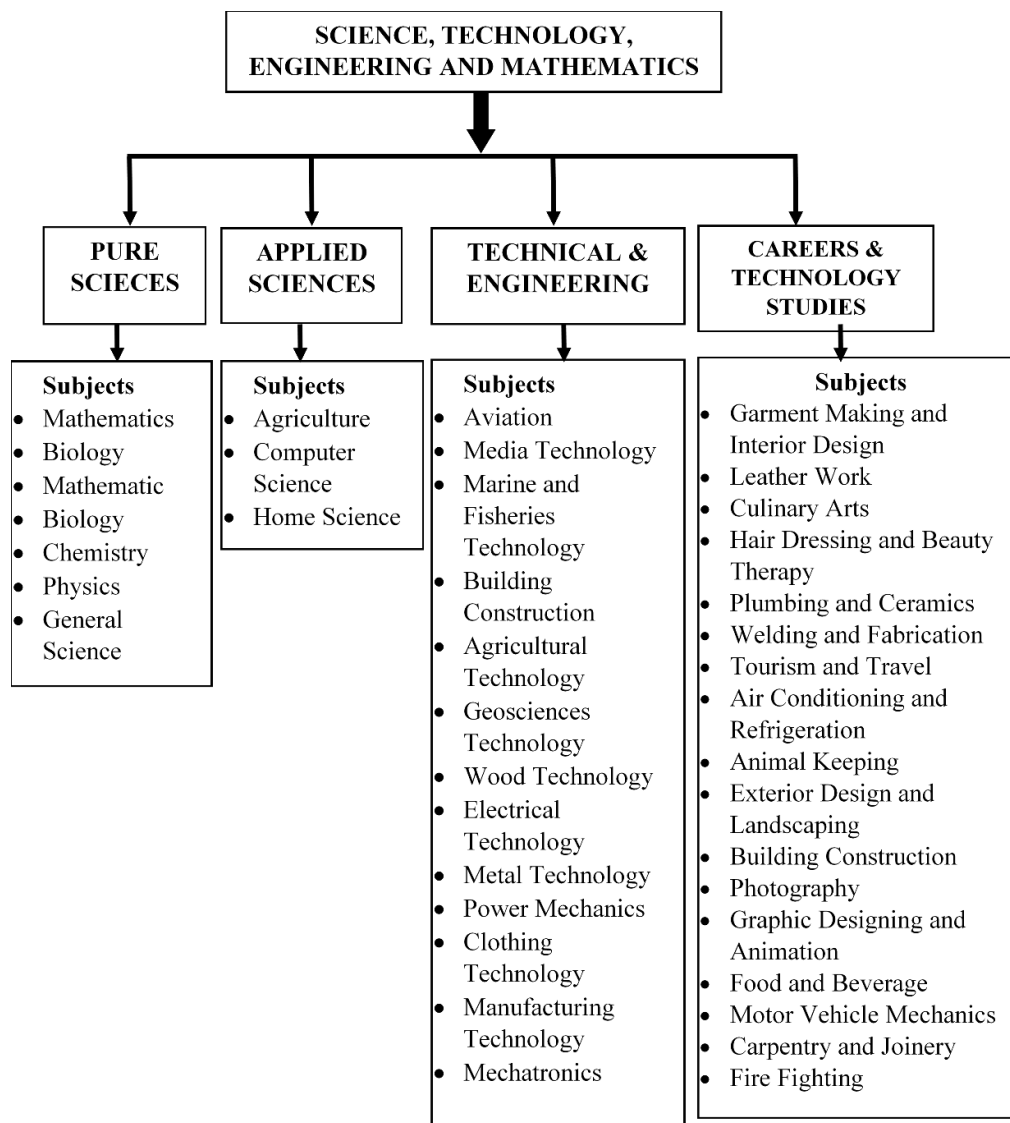 SCIENCE, TECHNOLOGY,
ENGINEERING AND MATHEMATICS
PURE
SCIECES
APPLIED
SCIENCES
TECHNICAL &
ENGINEERING
CAREERS &
TECHNOLOGY
STUDIES
Subjects
• Mathematics
• Biology
• Mathematic
• Biology
• Chemistry
• Physics
• General
Science
Subjects
• Agriculture
• Computer
Science
• Home Science
Subjects
• Aviation
• Media Technology
• Marine and
Fisheries
Technology
• Building
Construction
• Agricultural
Technology
• Geosciences
Technology
• Wood Technology
• Electrical
Technology
• Metal Technology
• Power Mechanics
• Clothing
Technology
• Manufacturing
Technology
• Mechatronics
Subjects
• Garment Making and
Interior Design
• Leather Work
• Culinary Arts
• Hair Dressing and Beauty
Therapy
• Plumbing and Ceramics
• Welding and Fabrication
• Tourism and Travel
• Air Conditioning and
Refrigeration
• Animal Keeping
• Exterior Design and
Landscaping
• Building Construction
• Photography
• Graphic Designing and
Animation
• Food and Beverage
• Motor Vehicle Mechanics
• Carpentry and Joinery
• Fire Fighting